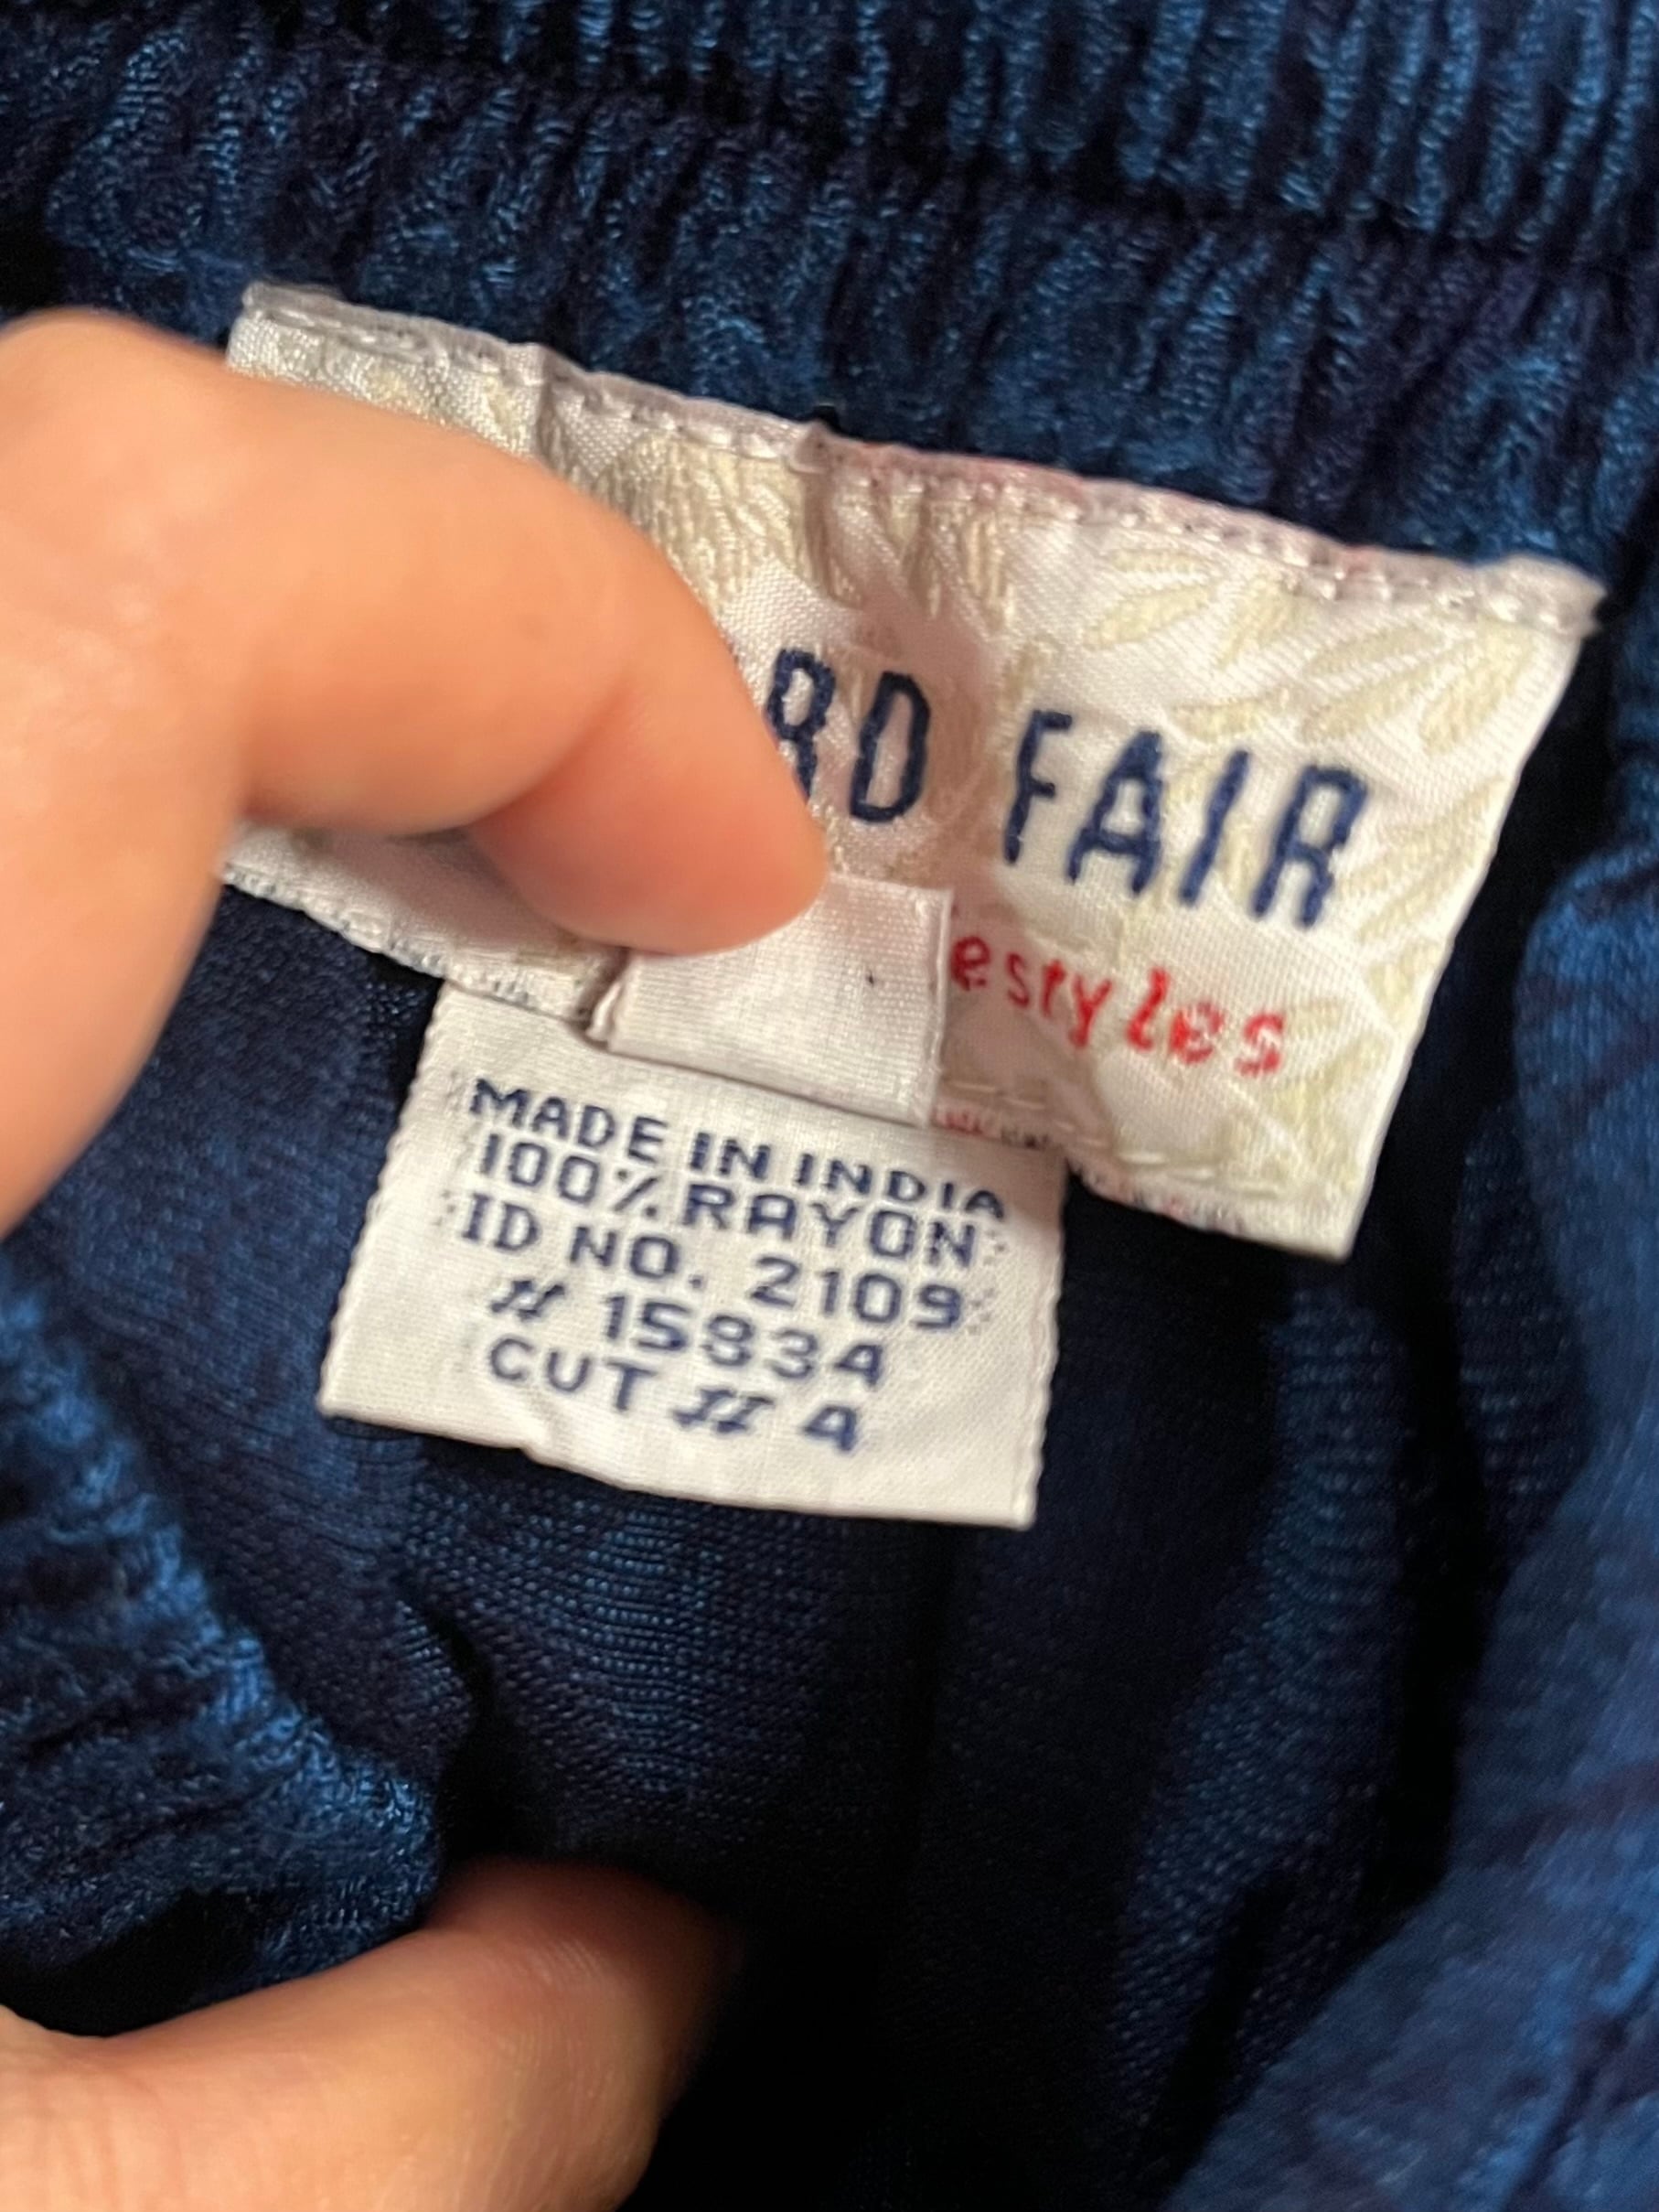 RD FAIR
estyles
MADE IN INDIA
100% RAYON
ID NO. 2109
# 15834
CUT # 4